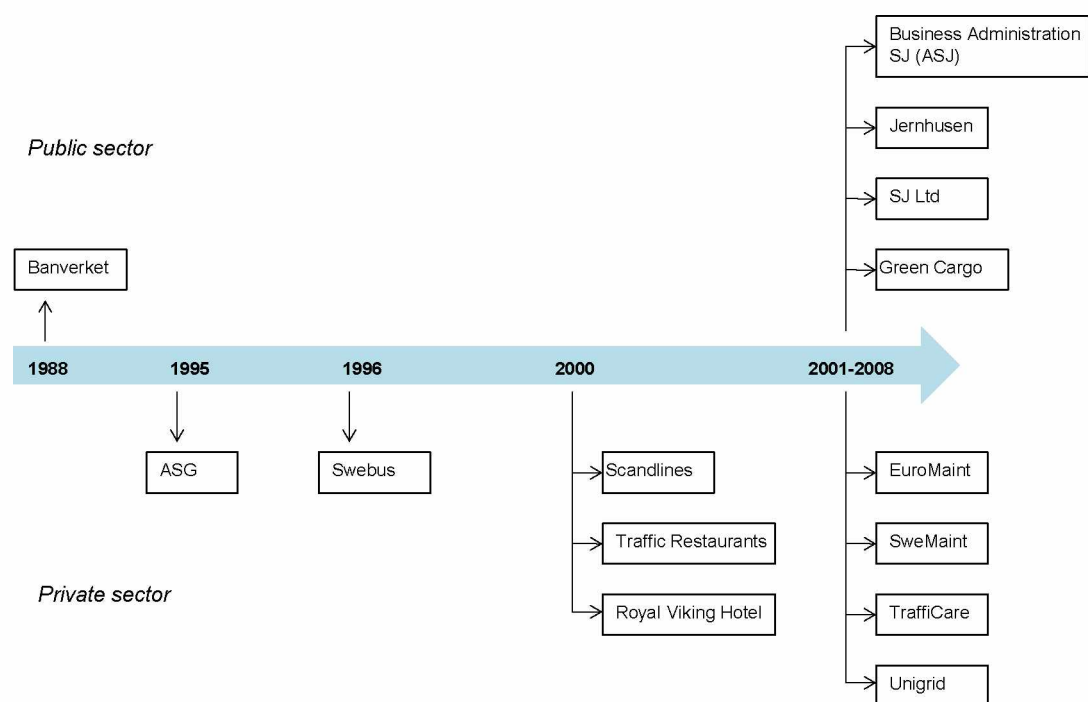 Business Administration
SJ (ASJ)
Jernhusen
Public sector
SJ Ltd
Banverket
Green Cargo
1988
1995
1996
2000
2001-2008
ASG
Swebus
Scandlines
EuroMaint
Traffic Restaurants
SweMaint
Private sector
Royal Viking Hotel
TraffiCare
Unigrid